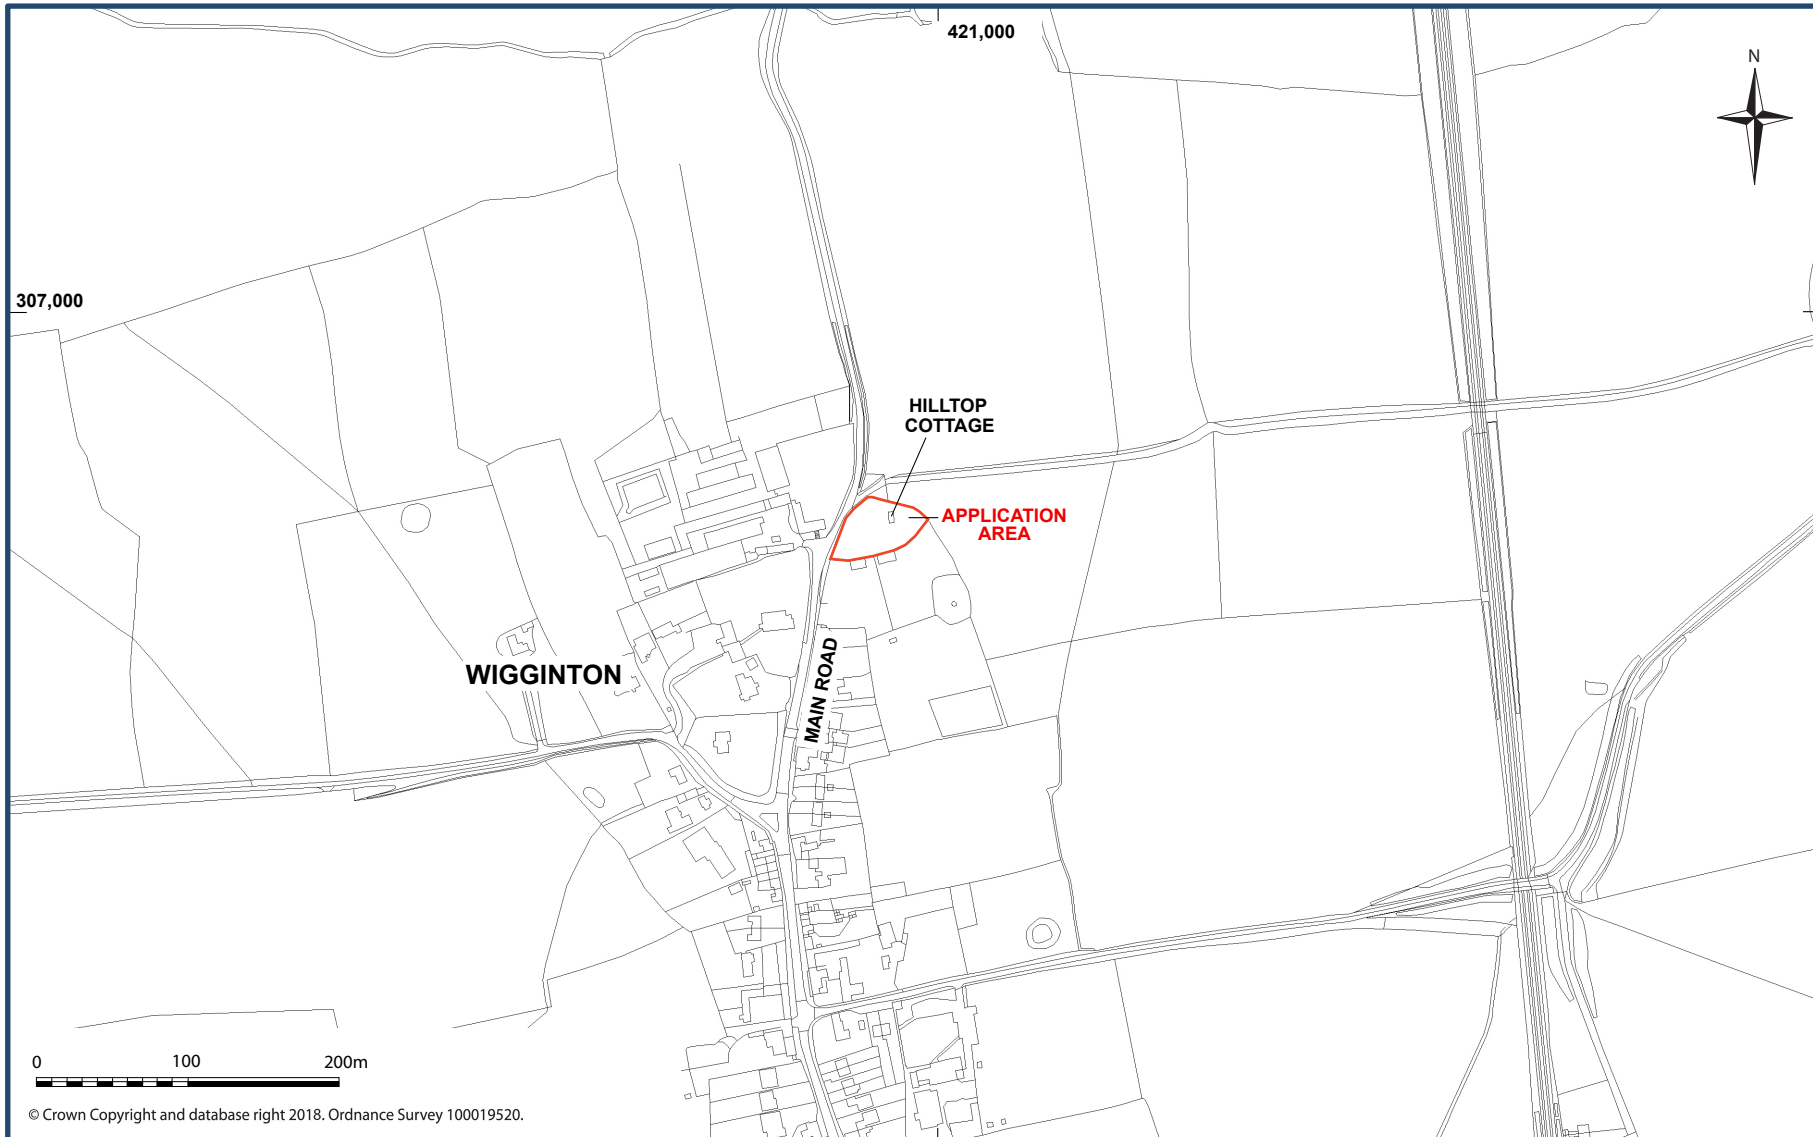 421,000
N
307,000
HILLTOP
COTTAGE
APPLICATION
AREA
WIGGINTON
MAIN ROAD
0 100 200m
© Crown Copyright and database right 2018. Ordnance Survey 100019520.